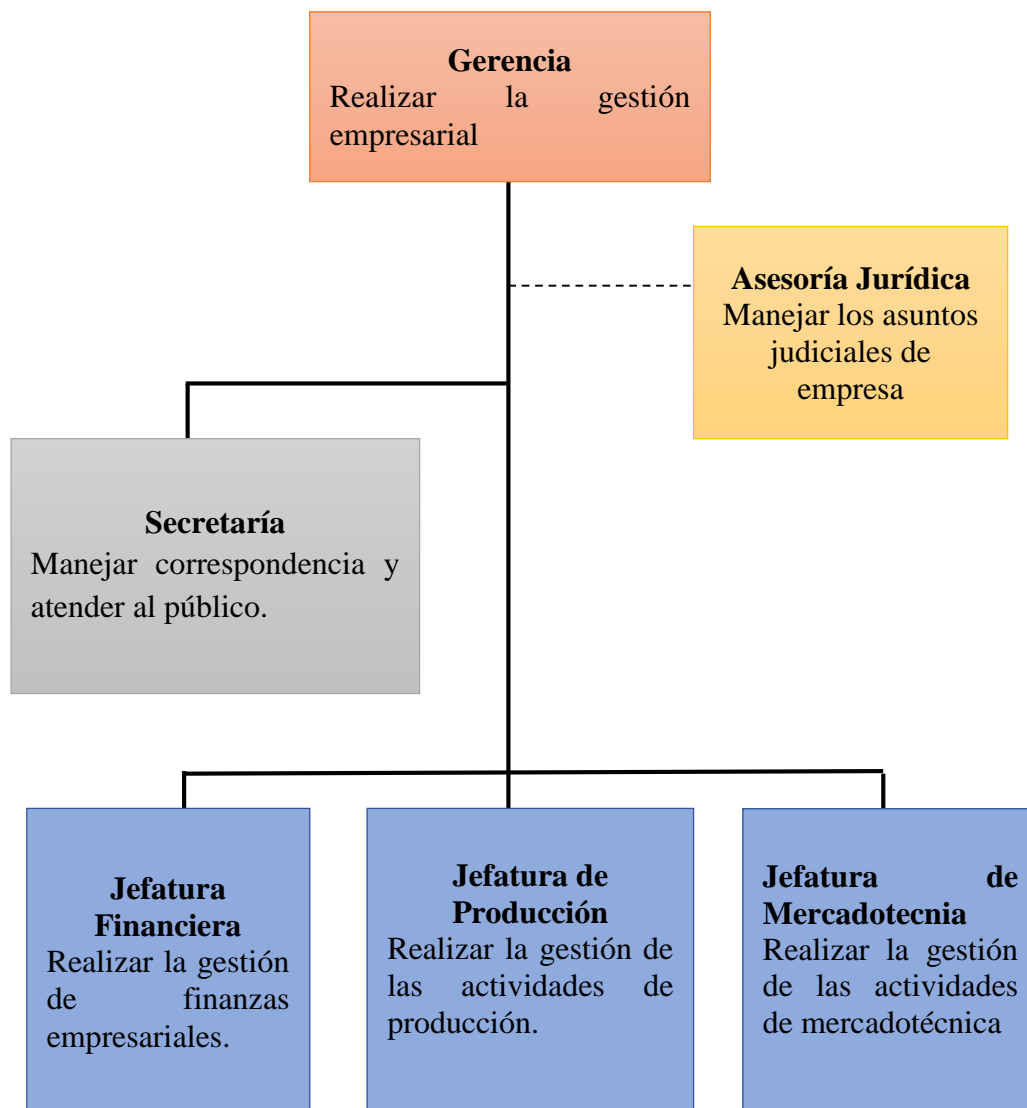 Gerencia
Realizar la gestión
empresarial
Asesoría Jurídica
Manejar los asuntos
judiciales de
empresa
Secretaría
Manejar correspondencia y
atender al público.
Jefatura
Financiera
Realizar la gestión
de finanzas
empresariales.
Jefatura de
Producción
Realizar la gestión de
las actividades de
producción.
Jefatura de
Mercadotecnia
Realizar la gestión
de las actividades
de mercadotécnica